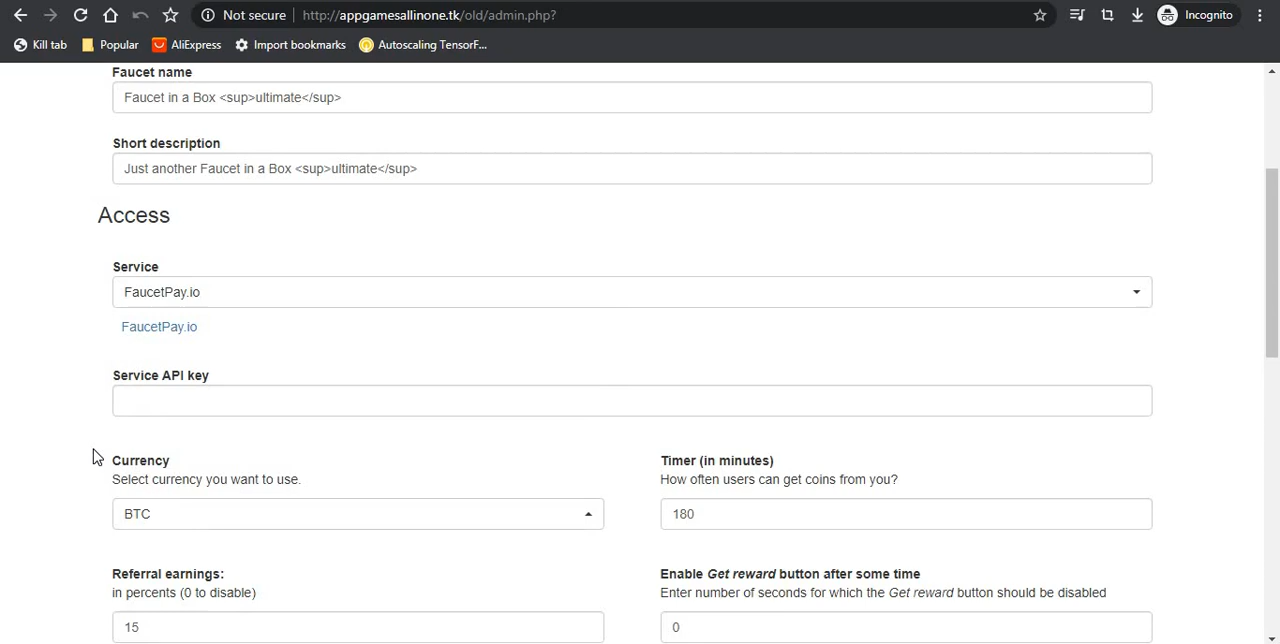 Not secure | http://appgamesallinone.tk/old/admin.php? Incognito
Kill tab Popular AliExpress Import bookmarks Autoscaling TensorF...
Faucet name
Faucet in a Box <sup>ultimate</sup>
Short description
Just another Faucet in a Box <sup>ultimate</sup>
Access
Service
FaucetPay.io
FaucetPay.io
Service API key
Currency
Select currency you want to use.
BTC
Timer (in minutes)
How often users can get coins from you?
180
Referral earnings:
in percents (0 to disable)
15
Enable Get reward button after some time
Enter number of seconds for which the Get reward button should be disabled
0